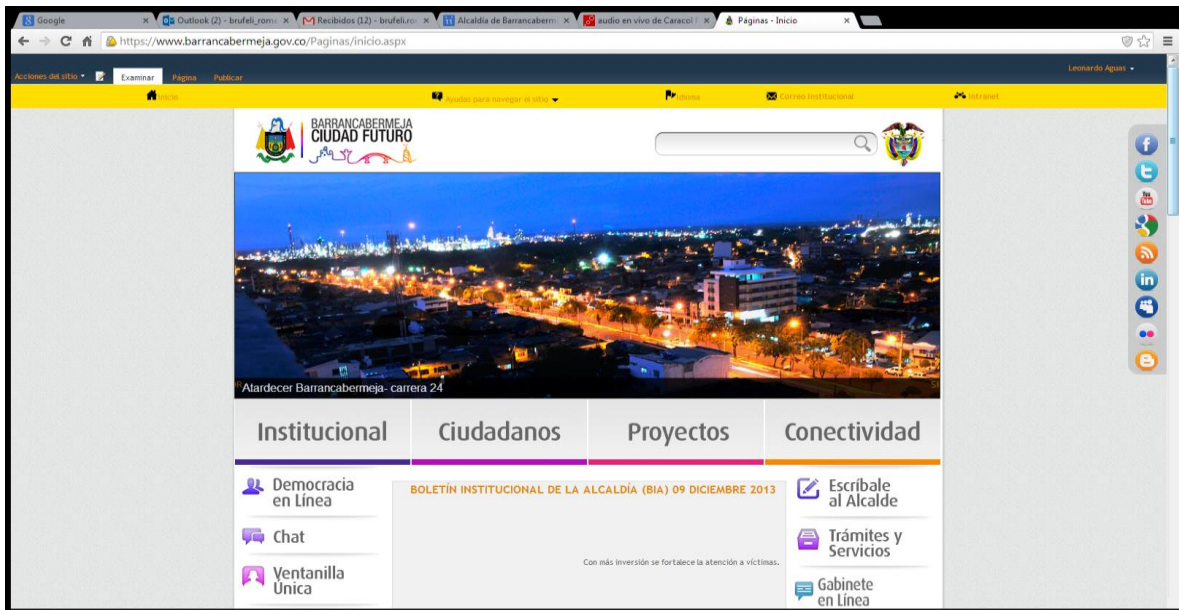 Google
Outlook (2) - brufeli_rom
Recibidos (12) - brufeli.ro
Alcaldía de Barrancaberm
audio en vivo de Caracol
Páginas - Inicio
https://www.barrancabermeja.gov.co/Paginas/inicio.aspx
Acciones del sitio
Examinar
Página
Publicar
Leonardo Aguas
Inicio
Ayudas para navegar el sitio
Idioma
Correo Institucional
Intranet
BARRANCABERMEJA
CIUDAD FUTURO
You
Tube
Atardecer Barrancabermeja- carrera 24
Institucional
Ciudadanos
Proyectos
Conectividad
Democracia
en Línea
Chat
Ventanilla
Única
BOLETÍN INSTITUCIONAL DE LA ALCALDÍA (BIA) 09 DICIEMBRE 2013
Con más inversión se fortalece la atención a víctimas.
Escríbale
al Alcalde
Trámites y
Servicios
Gabinete
en Línea